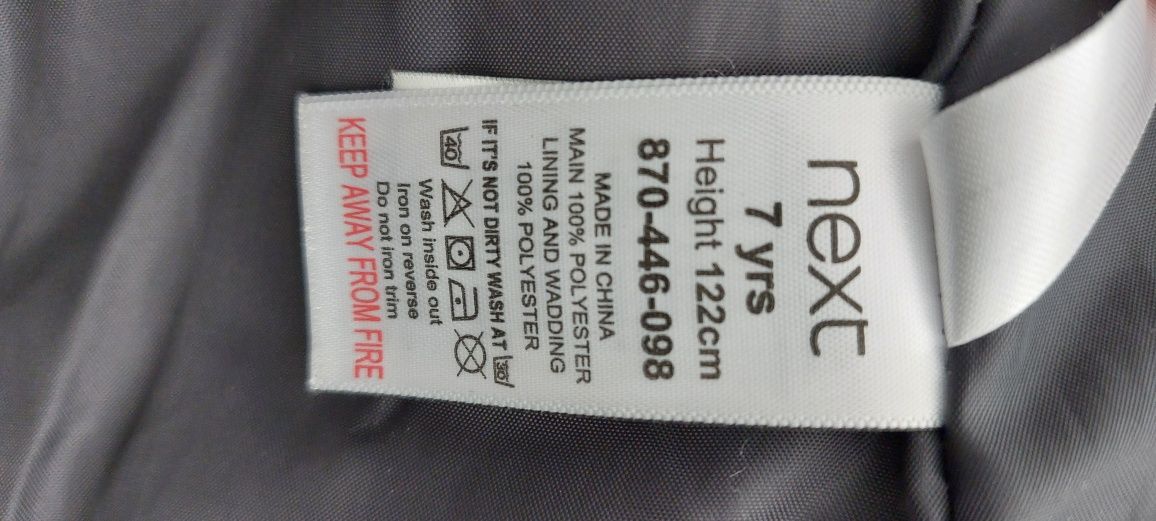 next
7 yrs
Height 122cm
870-446-098
MADE IN CHINA
MAIN 100% POLYESTER
LINING AND WADDING
100% POLYESTER
IF IT'S NOT DIRTY WASH AT 30
40
Wash inside out
Iron on reverse
Do not iron trim
KEEP AWAY FROM FIRE